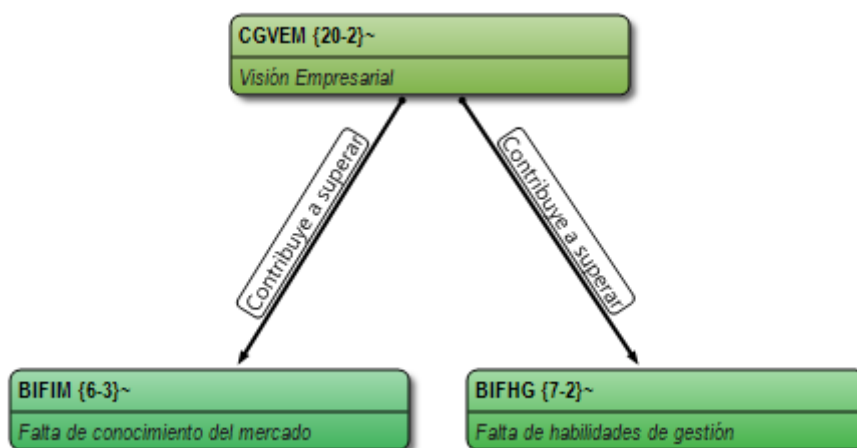 CGVEM {20-2}~
Visión Empresarial
Contribuye a superar
Contribuye a superar
BIFIM {6-3}~
Falta de conocimiento del mercado
BIFHG {7-2}~
Falta de habilidades de gestión